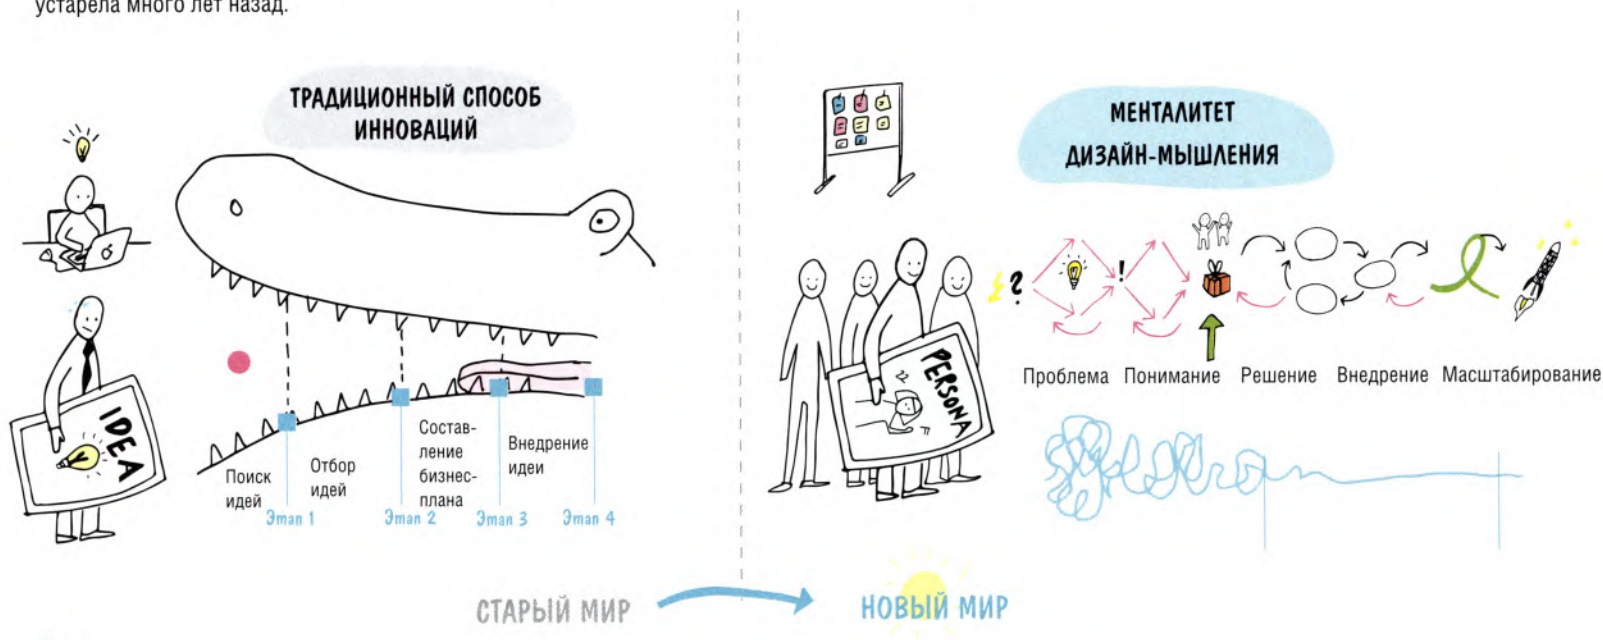 устарела много лет назад.
ТРАДИЦИОННЫЙ СПОСОБ
ИННОВАЦИЙ
IDEA
Поиск
идей
Отбор
идей
Состав-
ление
бизнес-
плана
Внедрение
идеи
Этап 1
Этап 2
Этап 3
Этап 4
МЕНТАЛИТЕТ
ДИЗАЙН-МЫШЛЕНИЯ
PERSONA
?
!
Проблема Понимание Решение Внедрение Масштабирование
СТАРЫЙ МИР
НОВЫЙ МИР